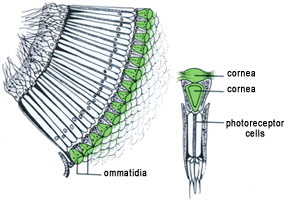 cornea
cornea
photoreceptor
cells
ommatidia